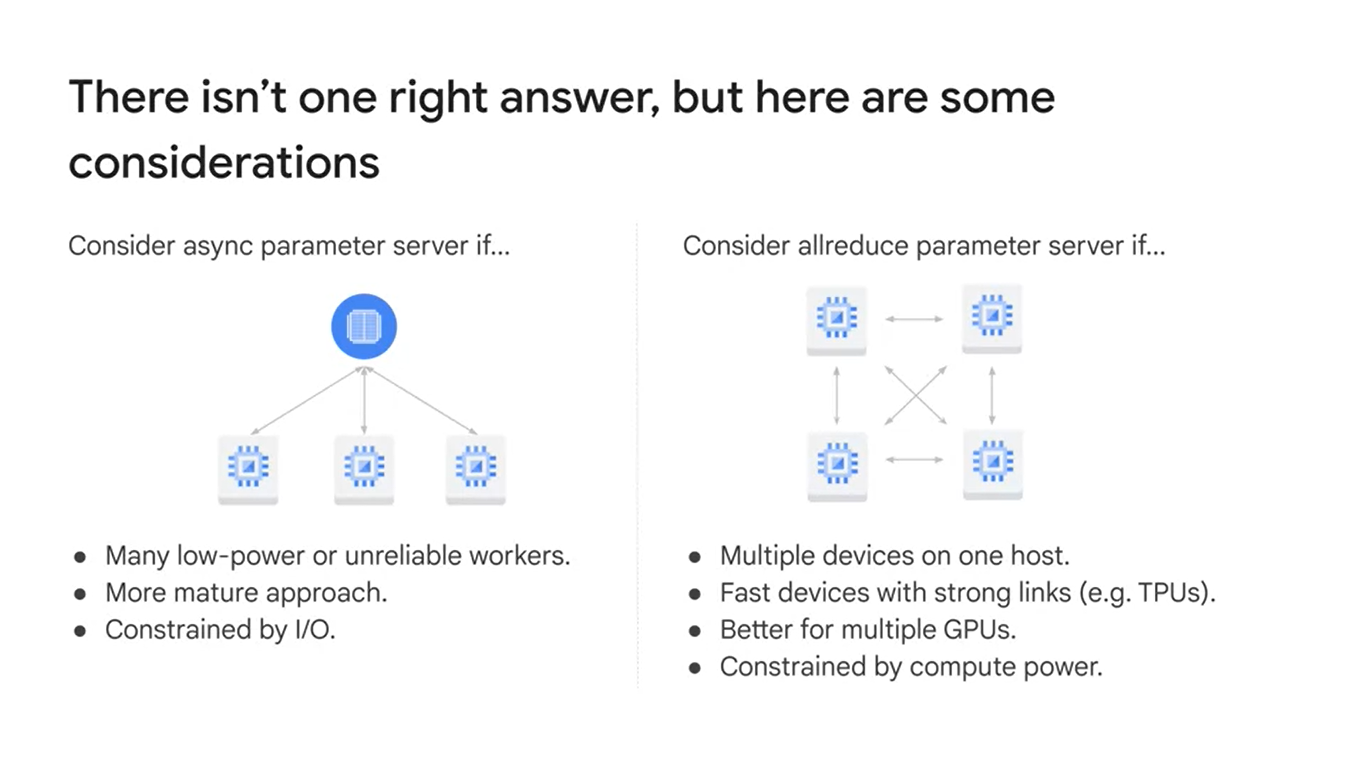 There isn’t one right answer, but here are some
considerations
Consider async parameter server if...
● Many low-power or unreliable workers.
● More mature approach.
● Constrained by I/O.
Consider allreduce parameter server if...
● Multiple devices on one host.
● Fast devices with strong links (e.g. TPUs).
● Better for multiple GPUs.
● Constrained by compute power.